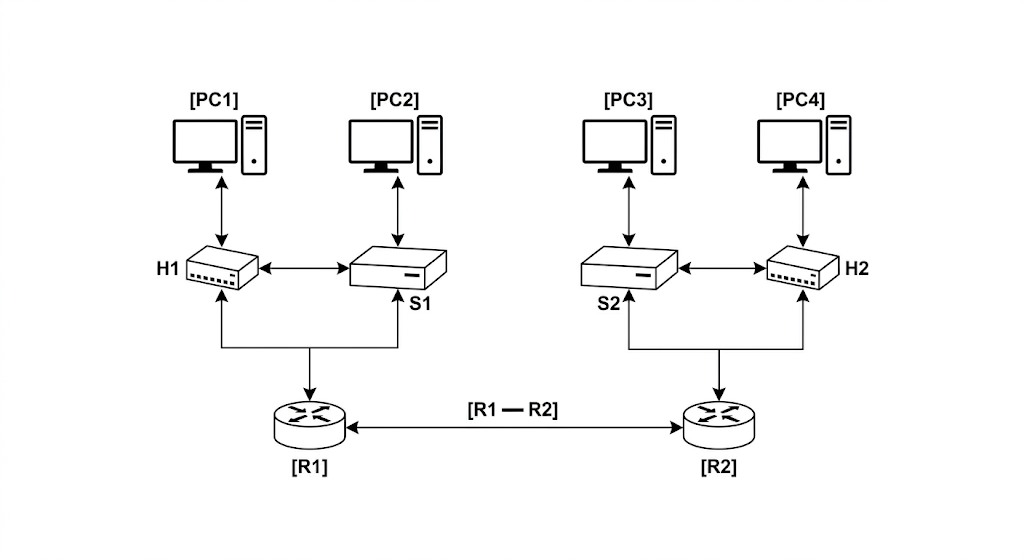 [PC1]
[PC2]
[PC3]
[PC4]
H1
S1
S2
H2
[R1 — R2]
[R1]
[R2]